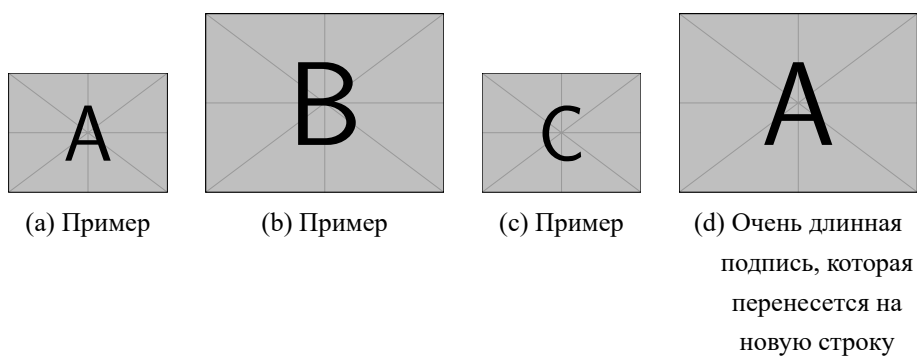 A
B
C
A
(a) Пример
(b) Пример
(c) Пример
(d) Очень длинная
подпись, которая
перенесется на
новую строку